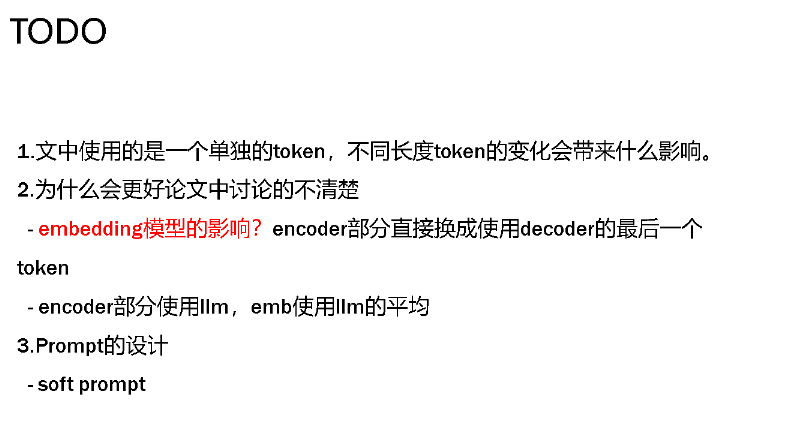 TODO
1.文中使用的是一个单独的token，不同长度token的变化会带来什么影响。
2.为什么会更好论文中讨论的不清楚
- embedding模型的影响？encoder部分直接换成使用decoder的最后一个
token
- encoder部分使用llm，emb使用llm的平均
3.Prompt的设计
- soft prompt